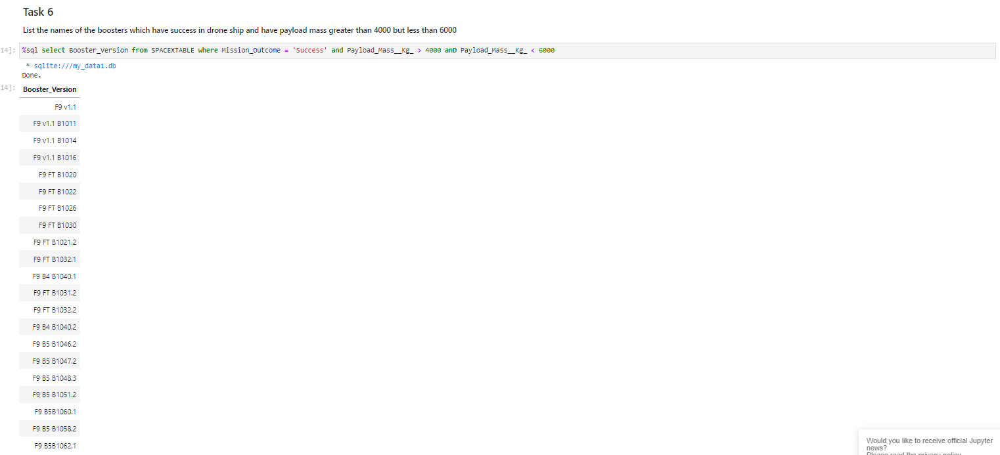 Task 6
List the names of the boosters which have success in drone ship and have payload mass greater than 4000 but less than 6000
14]: %sql select Booster_Version from SPACEXTABLE where Mission_Outcome = 'Success' and Payload_Mass__Kg_ > 4000 anD Payload_Mass__Kg_ < 6000
* sqlite:///my_data1.db
Done.
14]: Booster_Version
F9 v1.1
F9 v1.1 B1011
F9 v1.1 B1014
F9 v1.1 B1016
F9 FT B1020
F9 FT B1022
F9 FT B1026
F9 FT B1030
F9 FT B1021.2
F9 FT B1032.1
F9 B4 B1040.1
F9 FT B1031.2
F9 FT B1032.2
F9 B4 B1040.2
F9 B5 B1046.2
F9 B5 B1047.2
F9 B5 B1048.3
F9 B5 B1051.2
F9 B5B1060.1
F9 B5 B1058.2
F9 B5B1062.1
Would you like to receive official Jupyter
news?
Please read the privacy policy